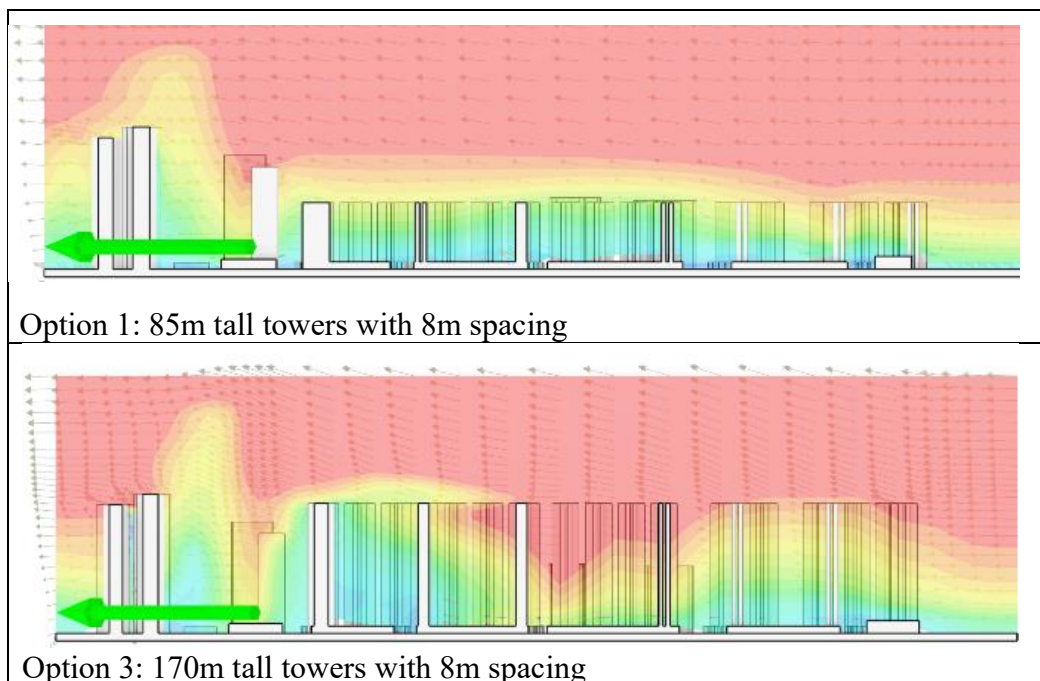 Option 1: 85m tall towers with 8m spacing
Option 3: 170m tall towers with 8m spacing